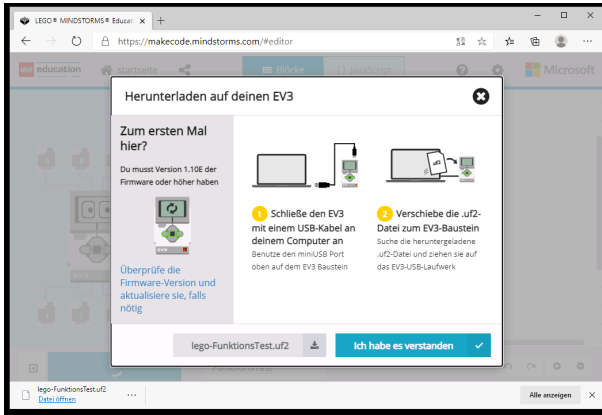 LEGO® MINDSTORMS® Educat
https://makecode.mindstorms.com/#editor
education
startseite
Blöcke
{} JavaScript
Microsoft
Herunterladen auf deinen EV3
Zum ersten Mal
hier?
Du musst Version 1.10E der
Firmware oder höher haben
EV3
Überprüfe die
Firmware-Version und
aktualisiere sie, falls
nötig
1 Schließe den EV3
mit einem USB-Kabel an
deinem Computer an
Benutze den miniUSB Port
oben auf dem EV3 Baustein
uf2
2 Verschiebe die .uf2-
Datei zum EV3-Baustein
Suche die heruntergeladene
.uf2-Datei und ziehen sie auf
das EV3-USB-Laufwerk
lego-FunktionsTest.uf2
Ich habe es verstanden
FunktionsTest
lego-FunktionsTest.uf2
Datei öffnen
Alle anzeigen